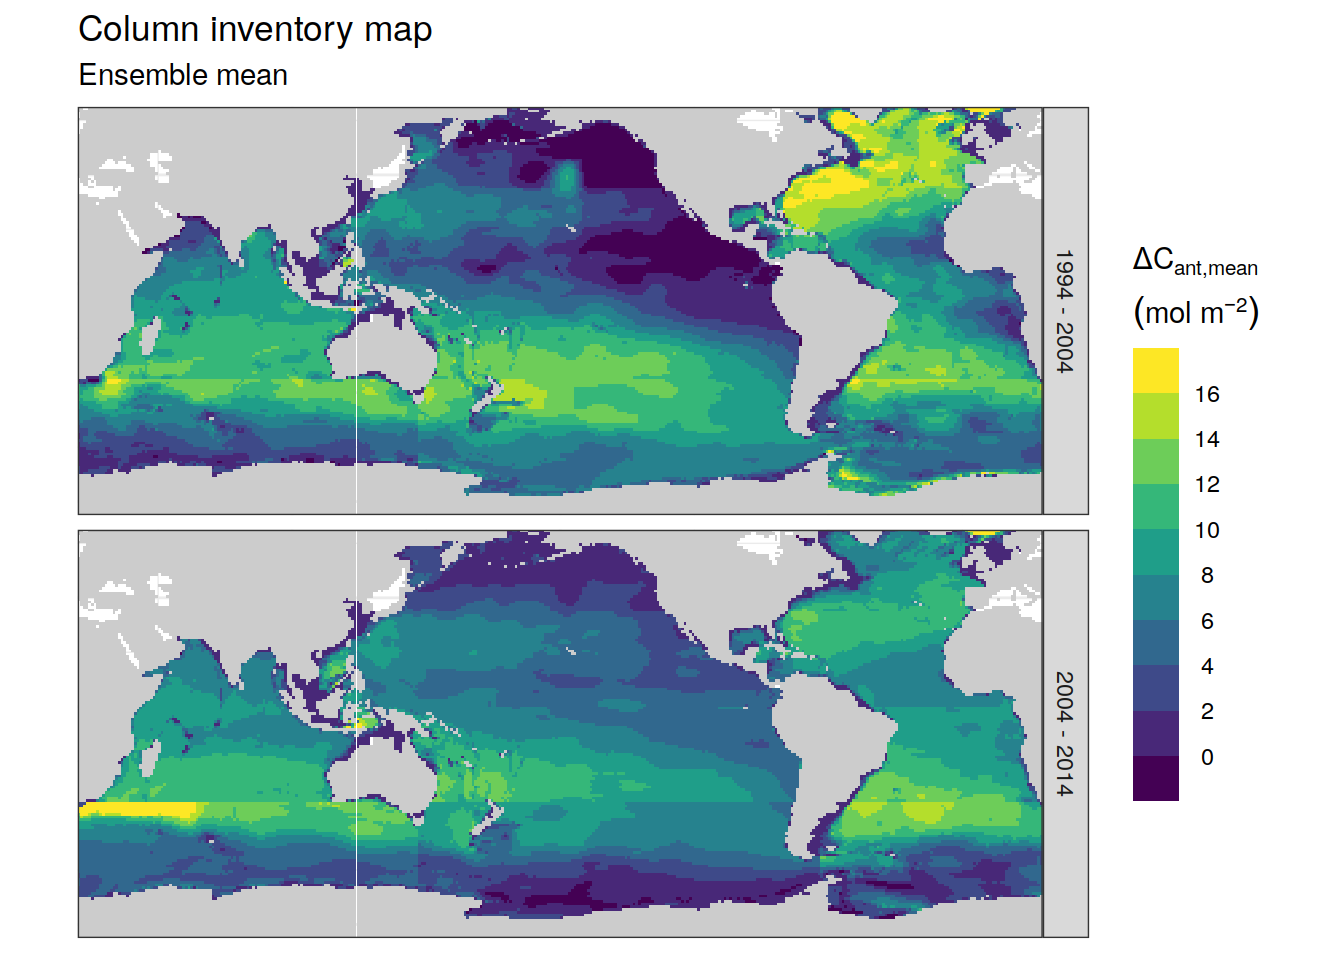 Column inventory map
Ensemble mean
1994 - 2004
2004 - 2014
ΔCant,mean
(mol m−2)
16
14
12
10
8
6
4
2
0